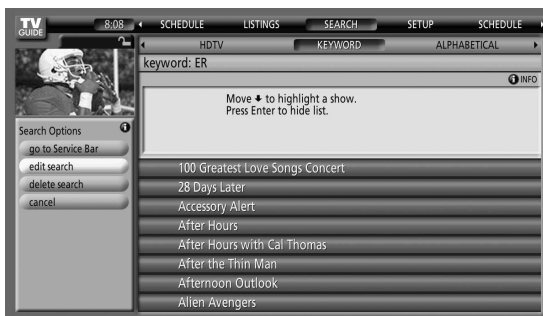 TV
GUIDE
8:08
SCHEDULE LISTINGS SEARCH SETUP SCHEDULE
HDTV KEYWORD ALPHABETICAL
keyword: ER
INFO
Move to highlight a show.
Press Enter to hide list.
Search Options
go to Service Bar
edit search
delete search
cancel
100 Greatest Love Songs Concert
28 Days Later
Accessory Alert
After Hours
After Hours with Cal Thomas
After the Thin Man
Afternoon Outlook
Alien Avengers